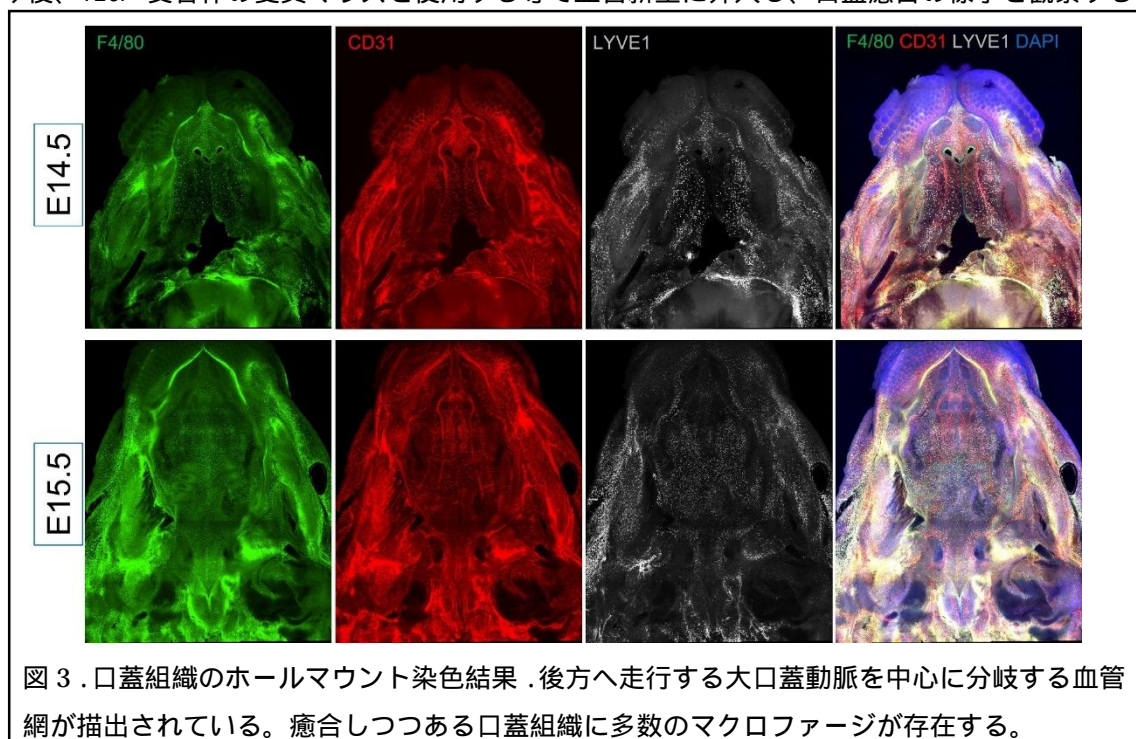 F4/80 CD31 LYVE1 F4/80 CD31 LYVE1 DAPI
E14.5
E15.5
図 3 .口蓋組織のホールマウント染色結果 .後方へ走行する大口蓋動脈を中心に分岐する血管
網が描出されている。癒合しつつある口蓋組織に多数のマクロファージが存在する。